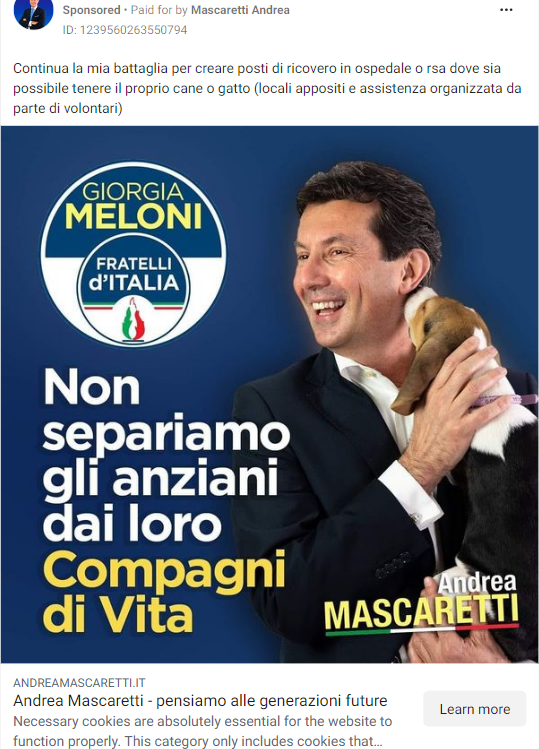 Sponsored • Paid for by Mascaretti Andrea
ID: 1239560263550794
Continua la mia battaglia per creare posti di ricovero in ospedale o rsa dove sia
possibile tenere il proprio cane o gatto (locali appositi e assistenza organizzata da
parte di volontari)
GIORGIA
MELONI
FRATELLI
d'ITALIA
Non
separiamo
gli anziani
dai loro
Compagni
di Vita
Andrea
MASCARETTI
ANDREAMASCARETTI.IT
Andrea Mascaretti - pensiamo alle generazioni future
Necessary cookies are absolutely essential for the website to
function properly. This category only includes cookies that...
Learn more